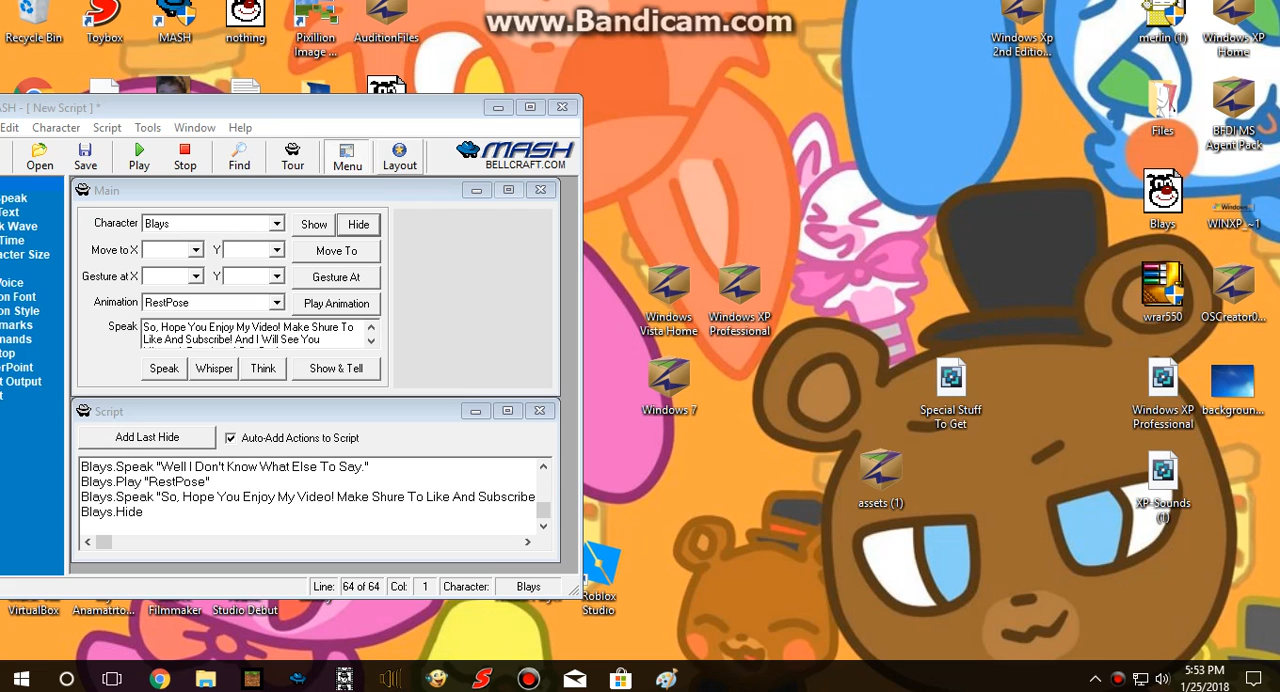 www.Bandicam.com
Recycle Bin
Toybox
MASH
nothing
Pixillion
Image ...
AuditionFiles
Windows Xp
2nd Editio...
merlin (1)
Windows XP
Home
ASH - [ New Script ] *
Edit Character Script Tools Window Help
Open Save Play Stop Find Tour Menu Layout
MASH
BELLCRAFT.COM
Files
BFDI MS
Agent Pack
Blays
WINXP_~1
Main
Character Blays Show Hide
Move to X Y Move To
Gesture at X Y Gesture At
Animation RestPose Play Animation
Speak So, Hope You Enjoy My Video! Make Shure To
Like And Subscribe! And I Will See You
Speak Whisper Think Show & Tell
peak
Text
k Wave
Time
acter Size
oice
on Font
on Style
marks
mands
top
erPoint
t Output
t
Script
Add Last Hide Auto-Add Actions to Script
Blays.Speak "Well I Don't Know What Else To Say."
Blays.Play "RestPose"
Blays.Speak "So, Hope You Enjoy My Video! Make Shure To Like And Subscribe
Blays.Hide
Line: 64 of 64 Col: 1 Character: Blays
Windows
Vista Home
Windows XP
Professional
wrar550
OSCreator0...
Windows 7
Special Stuff
To Get
Windows XP
Professional
backgroun...
assets (1)
XP-Sounds
(1)
Roblox
Studio
VirtualBox
Anamatrto...
Filmmaker
Studio Debut
5:53 PM
1/25/2018